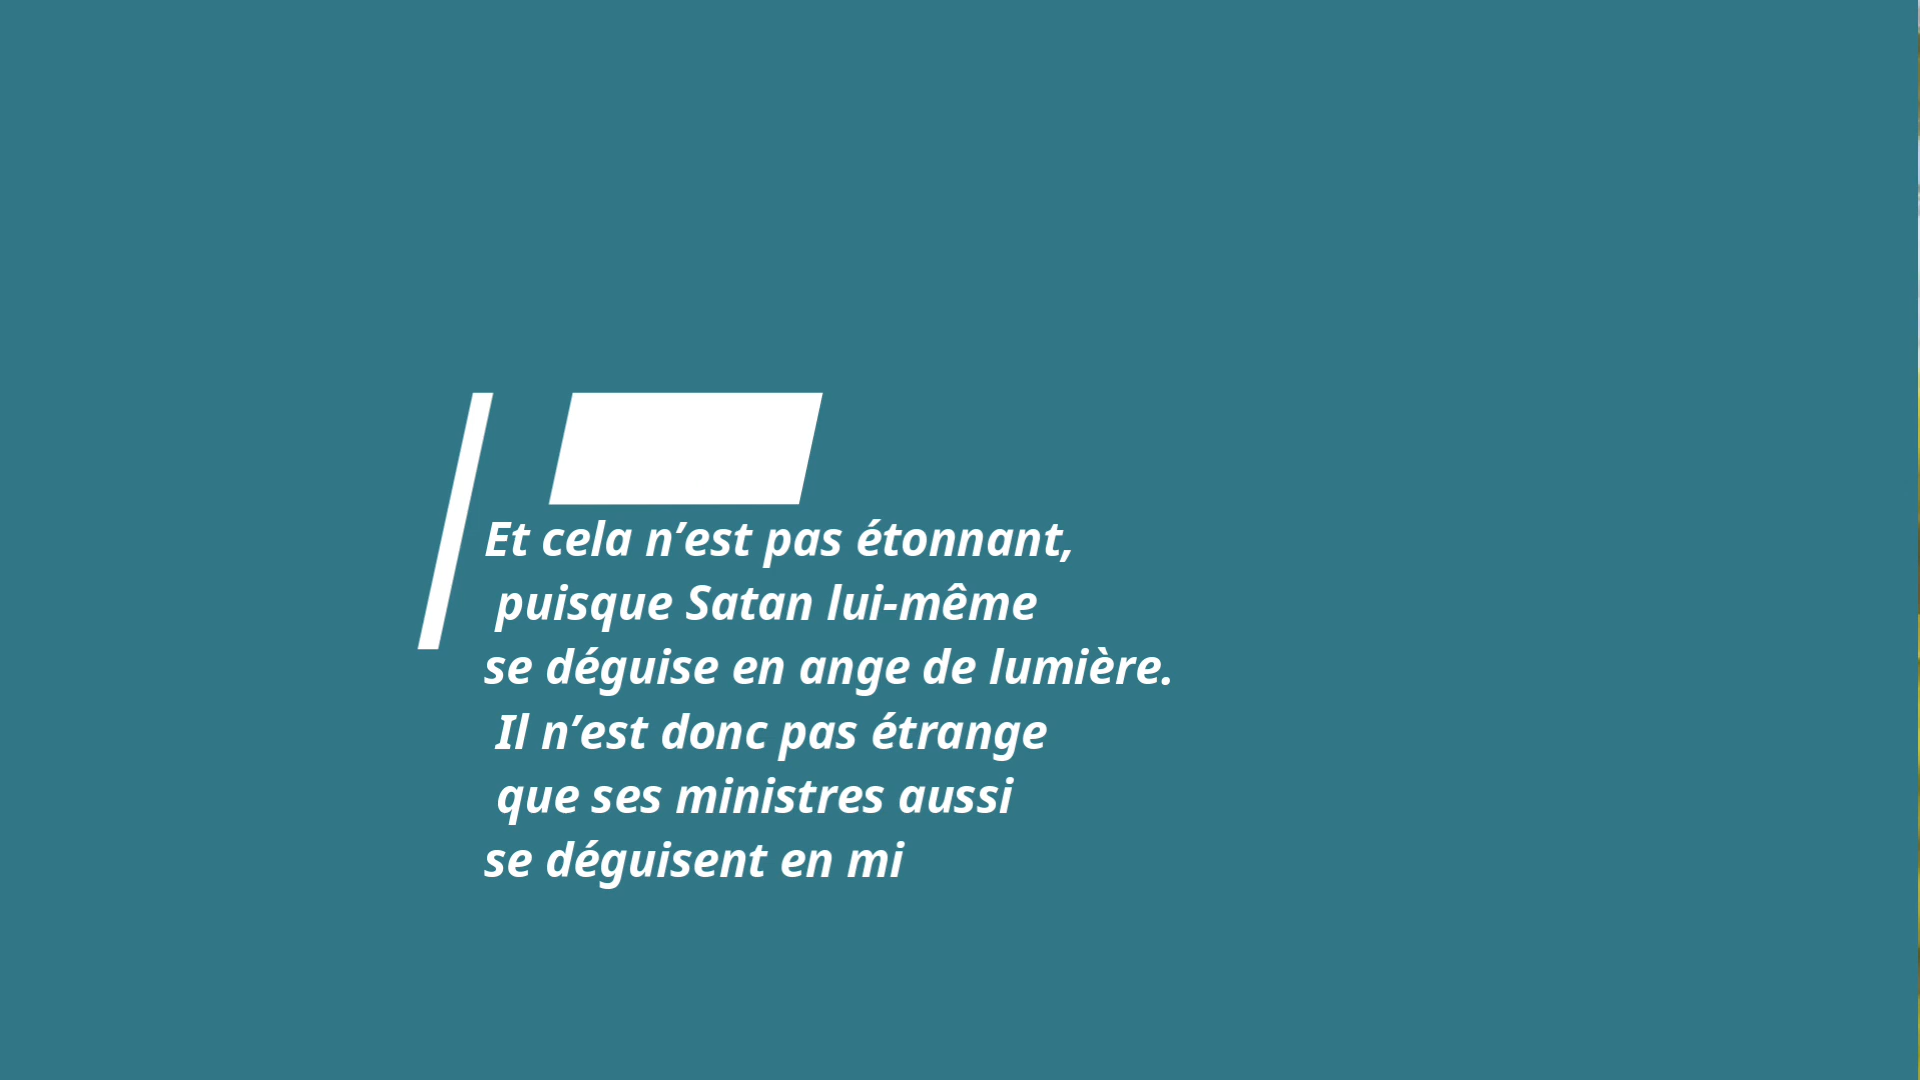 Et cela n’est pas étonnant,
puisque Satan lui-même
se déguise en ange de lumière.
Il n’est donc pas étrange
que ses ministres aussi
se déguisent en mi